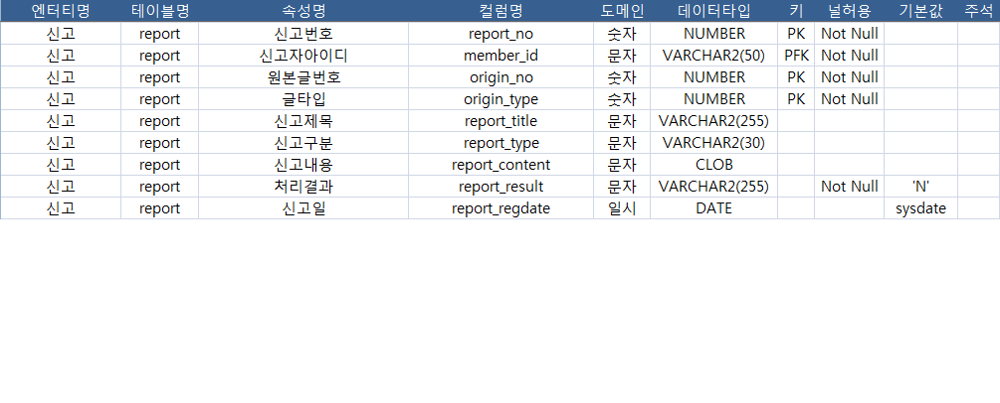 엔터티명 테이블명 속성명 컬럼명 도메인 데이터타입 키 널허용 기본값 주석
신고 report 신고번호 report_no 숫자 NUMBER PK Not Null
신고 report 신고자아이디 member_id 문자 VARCHAR2(50) PFK Not Null
신고 report 원본글번호 origin_no 숫자 NUMBER PK Not Null
신고 report 글타입 origin_type 숫자 NUMBER PK Not Null
신고 report 신고제목 report_title 문자 VARCHAR2(255)
신고 report 신고구분 report_type 문자 VARCHAR2(30)
신고 report 신고내용 report_content 문자 CLOB
신고 report 처리결과 report_result 문자 VARCHAR2(255) Not Null 'N'
신고 report 신고일 report_regdate 일시 DATE sysdate